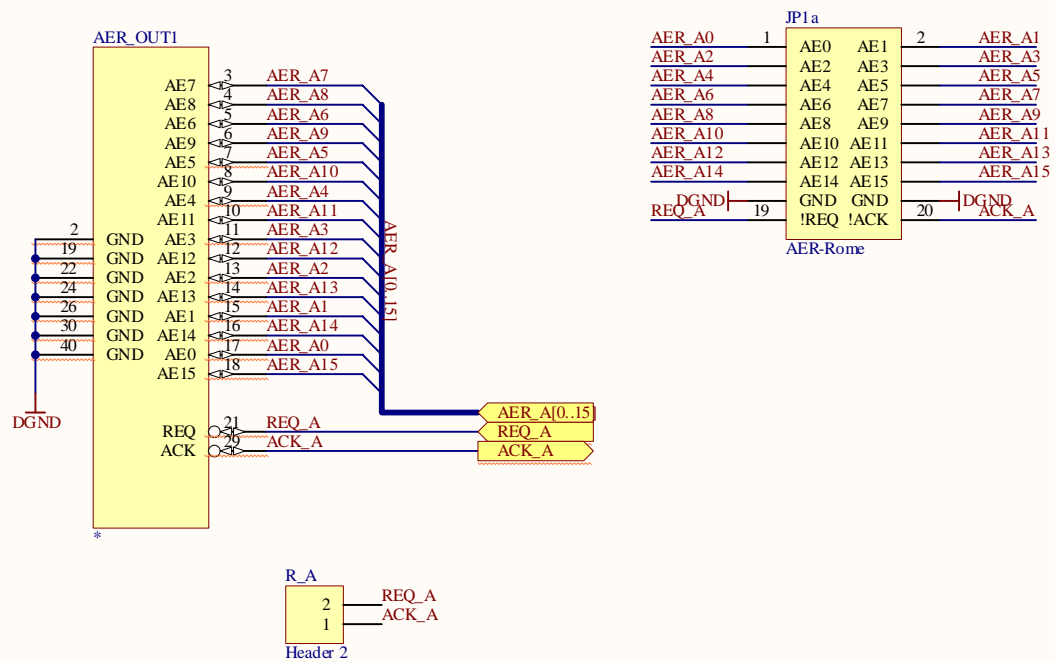 AER_OUT1
AE7 3 AER_A7
AE8 4 AER_A8
AE6 5 AER_A6
AE9 6 AER_A9
AE5 7 AER_A5
AE10 8 AER_A10
AE4 9 AER_A4
AE11 10 AER_A11
2 GND AE3 11 AER_A3
19 GND AE12 12 AER_A12
22 GND AE2 13 AER_A2
24 GND AE13 14 AER_A13
26 GND AE1 15 AER_A1
30 GND AE14 16 AER_A14
40 GND AE0 17 AER_A0
AE15 18 AER_A15
AER_A[0..15]
DGND
AER_A[0..15]
REQ 21 REQ_A REQ_A
ACK 29 ACK_A ACK_A
*
JP1a
AER_A0 1 AE0 AE1 2 AER_A1
AER_A2 AE2 AE3 AER_A3
AER_A4 AE4 AE5 AER_A5
AER_A6 AE6 AE7 AER_A7
AER_A8 AE8 AE9 AER_A9
AER_A10 AE10 AE11 AER_A11
AER_A12 AE12 AE13 AER_A13
AER_A14 AE14 AE15 AER_A15
DGND GND GND DGND
REQ_A 19 !REQ !ACK 20 ACK_A
AER-Rome
R_A
2 REQ_A
1 ACK_A
Header 2